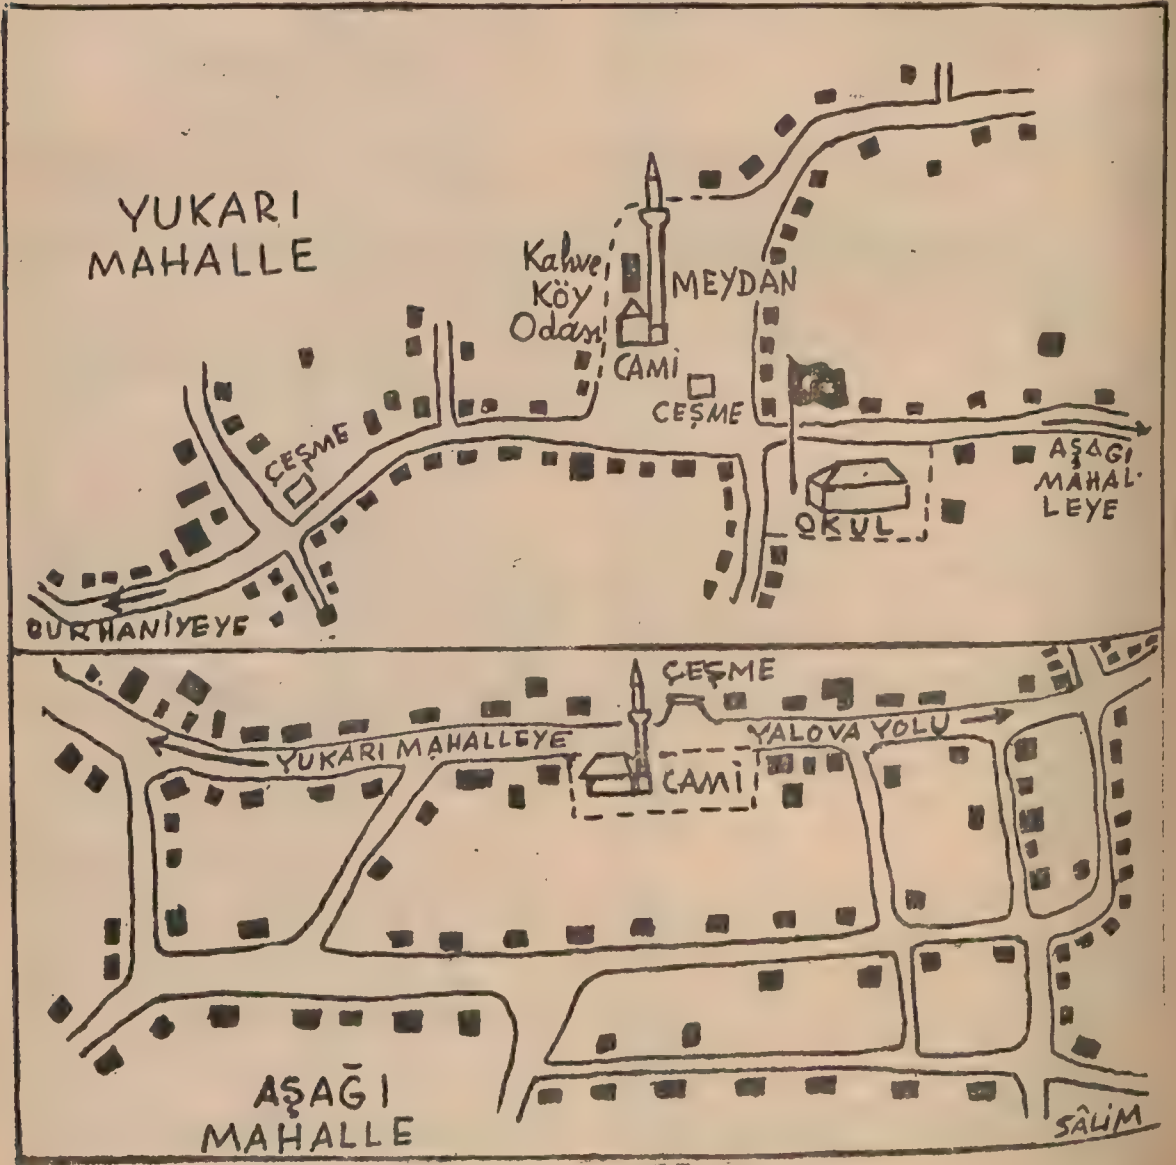 YUKARI
MAHALLE
Kahve
KÖY
Odası
MEYDAN
CAMİ
CEŞME
ÇEŞME
AŞAĞI
MAHAL-
LEYE
OKUL
BURHANİYEYE
ÇEŞME
YUKARI MAHALLEYE
YALOVA YOLU
CAMİ
AŞAĞI
MAHALLE
SÂLİM